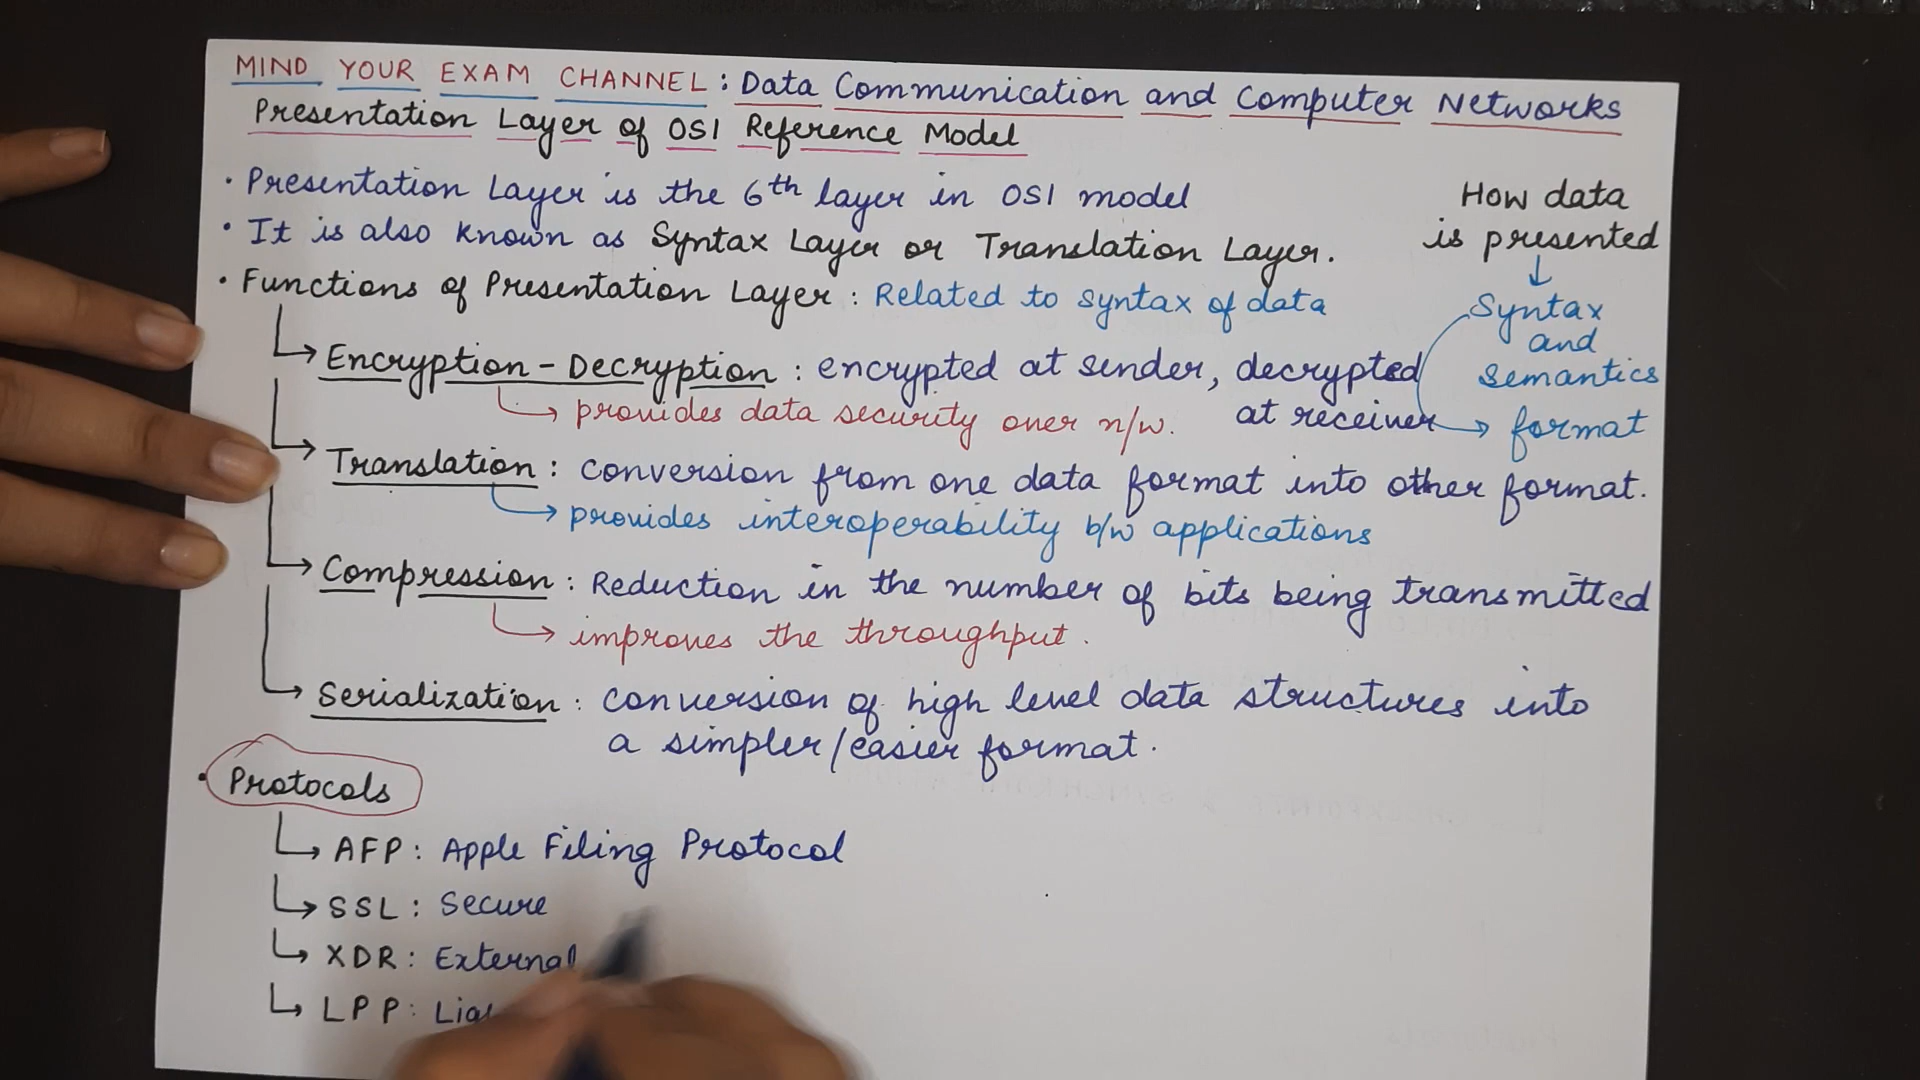 MIND YOUR EXAM CHANNEL : Data Communication and Computer Networks
Presentation Layer of OSI Reference Model
• Presentation Layer is the 6th layer in OSI model
• It is also known as Syntax Layer or Translation Layer.
How data
is presented
↓
Syntax
and
semantics
→ format
• Functions of Presentation Layer : Related to syntax of data
→ Encryption - Decryption : encrypted at sender, decrypted
at receiver
→ provides data security over n/w.
→ Translation : conversion from one data format into other format.
→ provides interoperability b/w applications
→ Compression : Reduction in the number of bits being transmitted
→ improves the throughput.
→ Serialization : conversion of high level data structures into
a simpler/easier format.
• Protocols
→ AFP : Apple Filing Protocol
→ SSL : Secure
→ XDR : External
→ LPP :